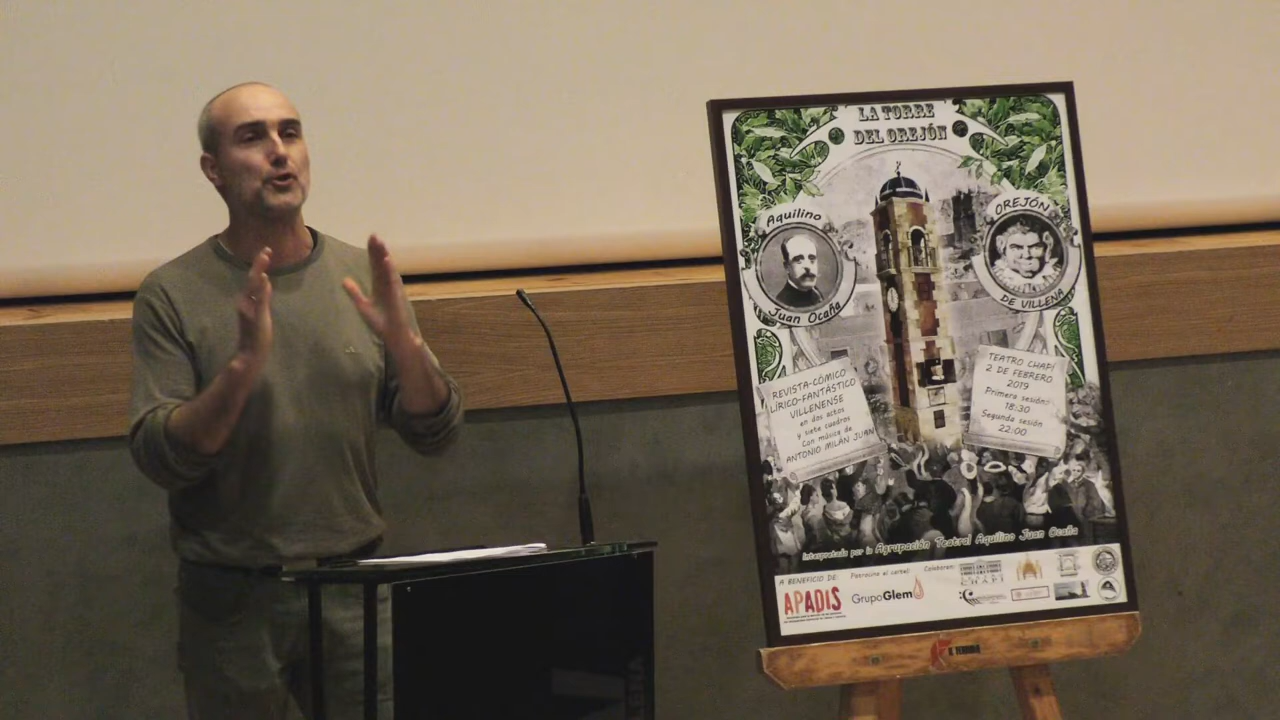 LA TORRE
DEL OREJÓN
Aquilino
Juan Ocaña
OREJÓN
DE VILLENA
REVISTA-CÓMICO
LÍRICO-FANTÁSTICO
VILLENENSE
en dos actos
y siete cuadros
Con música de
ANTONIO MILÁN JUAN
TEATRO CHAPÍ
2 DE FEBRERO
2019
Primera sesión:
18:30
Segunda sesión
22:00
Interpretada por la Agrupación Teatral Aquilino Juan Ocaña
A BENEFICIO DE:
APADIS
Patrocina el cartel:
GrupoGlem
Colaboran:
CHAPÍ